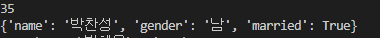 35
{'name': '박찬성', 'gender': '남', 'married': True}